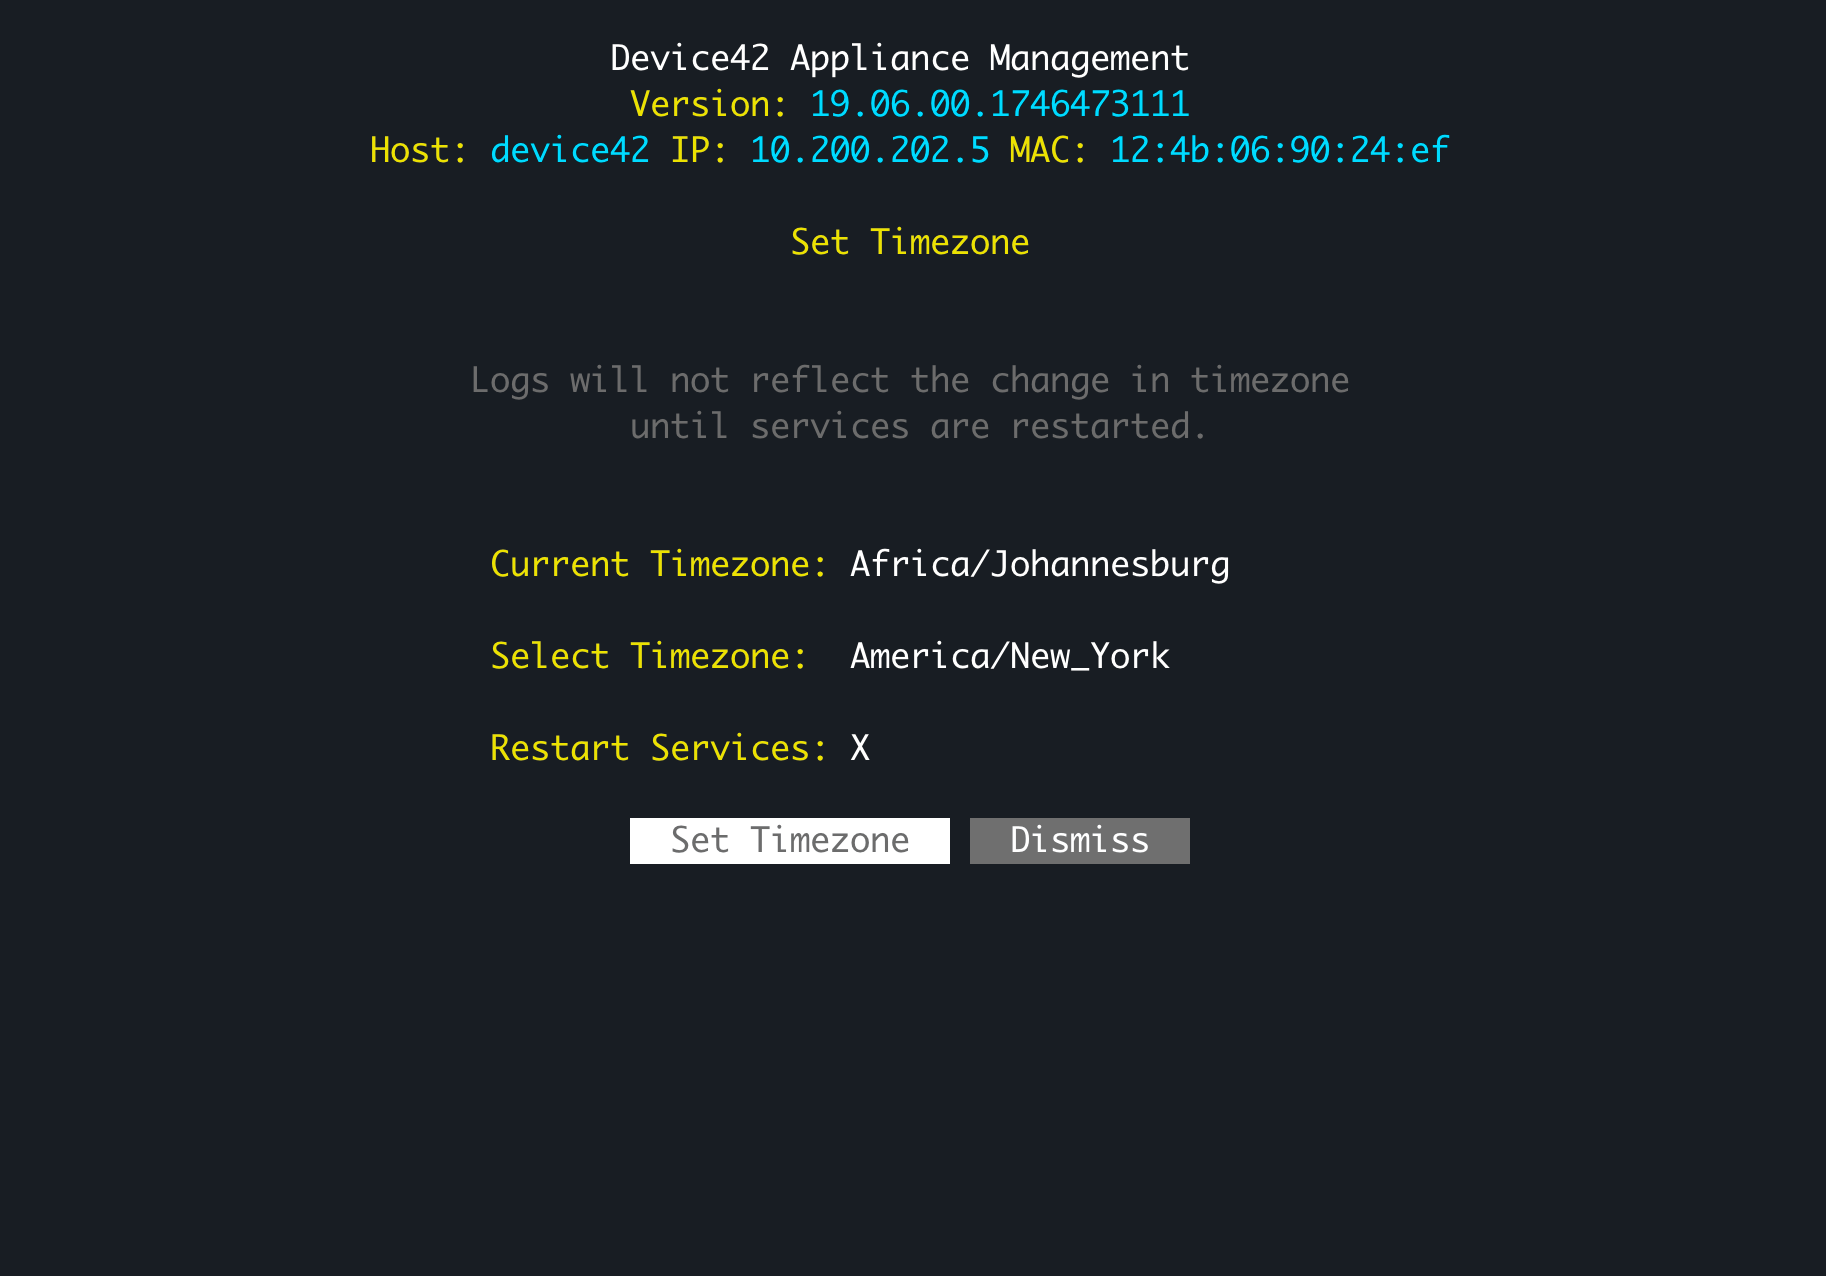 Device42 Appliance Management
Version: 19.06.00.1746473111
Host: device42 IP: 10.200.202.5 MAC: 12:4b:06:90:24:ef
Set Timezone
Logs will not reflect the change in timezone
until services are restarted.
Current Timezone: Africa/Johannesburg
Select Timezone: America/New_York
Restart Services: X
Set Timezone Dismiss